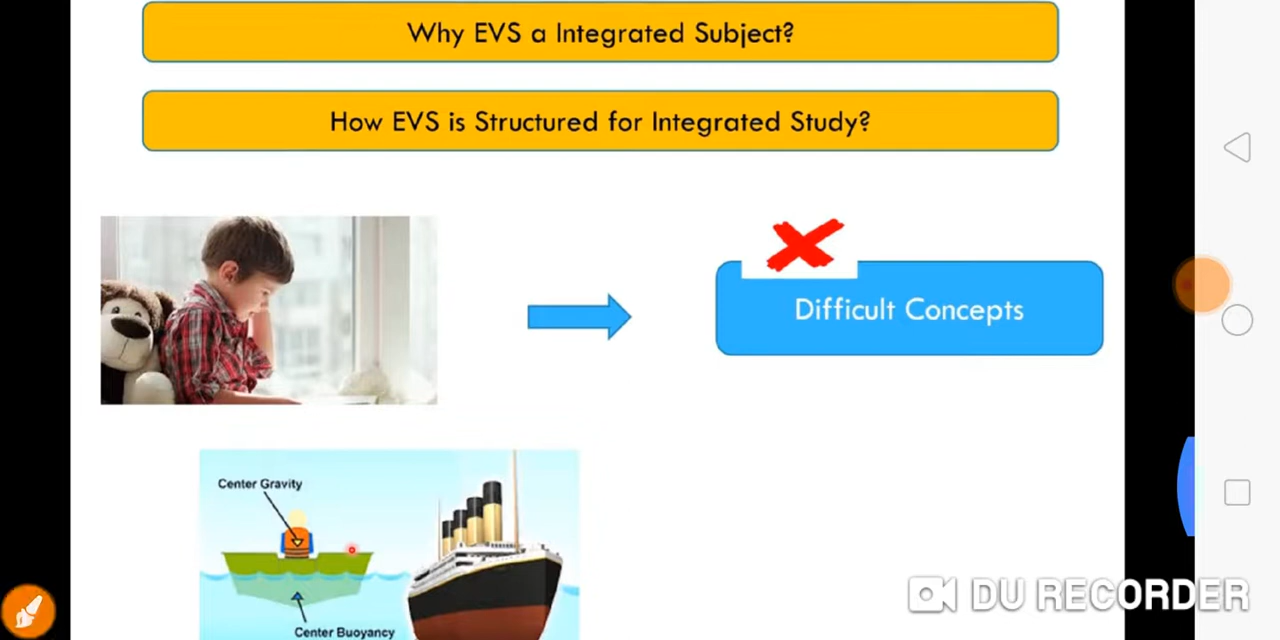 Why EVS a Integrated Subject?
How EVS is Structured for Integrated Study?
Difficult Concepts
Center Gravity
Center Buoyancy
DU RECORDER